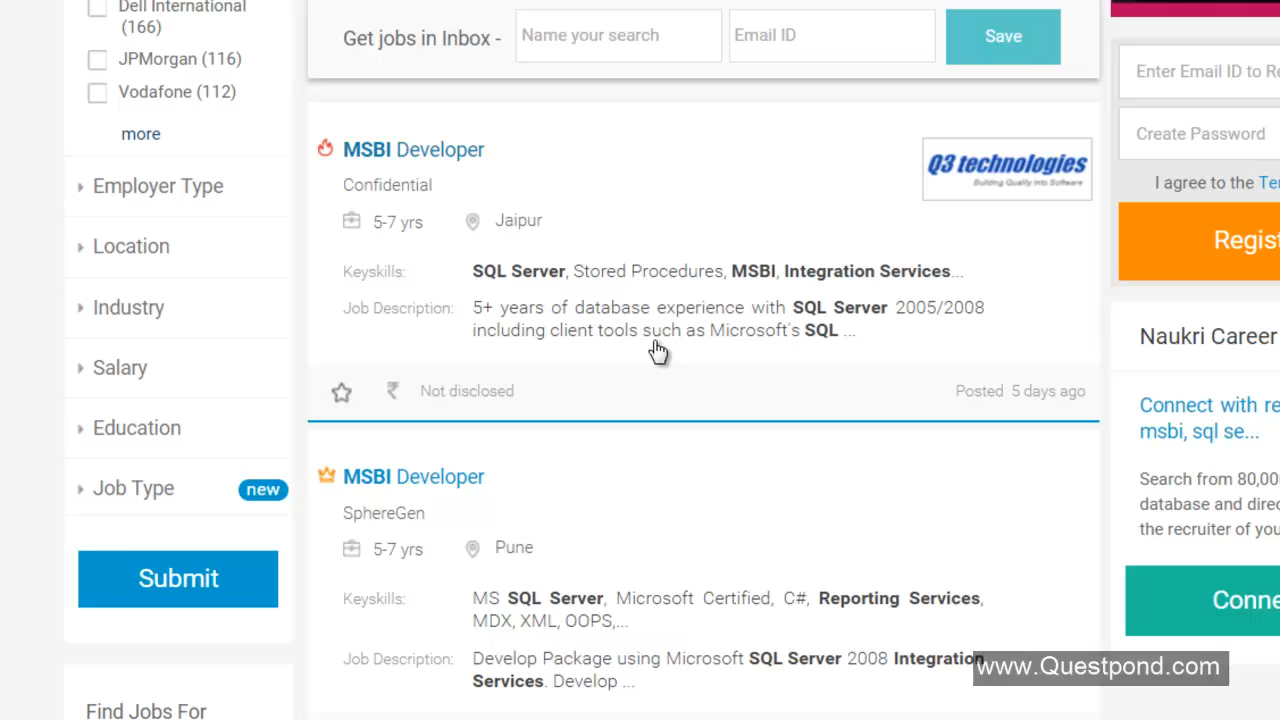 Dell International
(166)
JPMorgan (116)
Vodafone (112)
more
Employer Type
Location
Industry
Salary
Education
Job Type new
Submit
Find Jobs For
Get jobs in Inbox -
Name your search
Email ID
Save
MSBI Developer
Confidential
5-7 yrs Jaipur
Keyskills: SQL Server, Stored Procedures, MSBI, Integration Services...
Job Description: 5+ years of database experience with SQL Server 2005/2008
including client tools such as Microsoft's SQL ...
₹ Not disclosed
Posted 5 days ago
Q3 technologies
Building Quality into Software
MSBI Developer
SphereGen
5-7 yrs Pune
Keyskills: MS SQL Server, Microsoft Certified, C#, Reporting Services,
MDX, XML, OOPS,...
Job Description: Develop Package using Microsoft SQL Server 2008 Integration
Services. Develop ...
Enter Email ID to Re
Create Password
I agree to the Ter
Regist
Naukri Career
Connect with re
msbi, sql se...
Search from 80,00
database and direc
the recruiter of you
Conne
www.Questpond.com